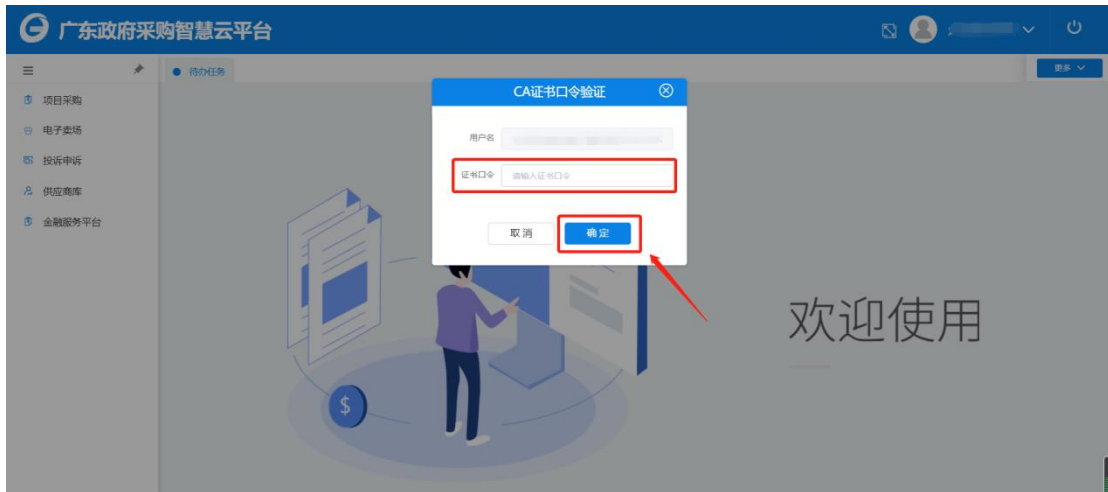 广东政府采购智慧云平台
待办任务
更多
项目采购
电子卖场
投诉申诉
供应商库
金融服务平台
CA证书口令验证
用户名
证书口令 请输入证书口令
取消 确定
欢迎使用
$